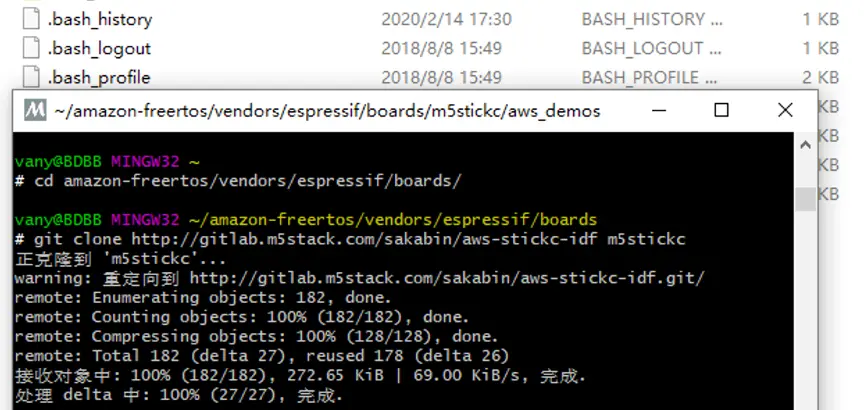 .bash_history 2020/2/14 17:30 BASH_HISTORY ... 1 KB
.bash_logout 2018/8/8 15:49 BASH_LOGOUT ... 1 KB
.bash_profile 2018/8/8 15:49 BASH_PROFILE ... 2 KB
~/amazon-freertos/vendors/espressif/boards/m5stickc/aws_demos
KB
KB
KB
KB
vany@BDBB MINGW32 ~
# cd amazon-freertos/vendors/espressif/boards/
vany@BDBB MINGW32 ~/amazon-freertos/vendors/espressif/boards
# git clone http://gitlab.m5stack.com/sakabin/aws-stickc-idf m5stickc
正克隆到 'm5stickc'...
warning: 重定向到 http://gitlab.m5stack.com/sakabin/aws-stickc-idf.git/
remote: Enumerating objects: 182, done.
remote: Counting objects: 100% (182/182), done.
remote: Compressing objects: 100% (128/128), done.
remote: Total 182 (delta 27), reused 178 (delta 26)
接收对象中: 100% (182/182), 272.65 KiB | 69.00 KiB/s, 完成.
处理 delta 中: 100% (27/27), 完成.